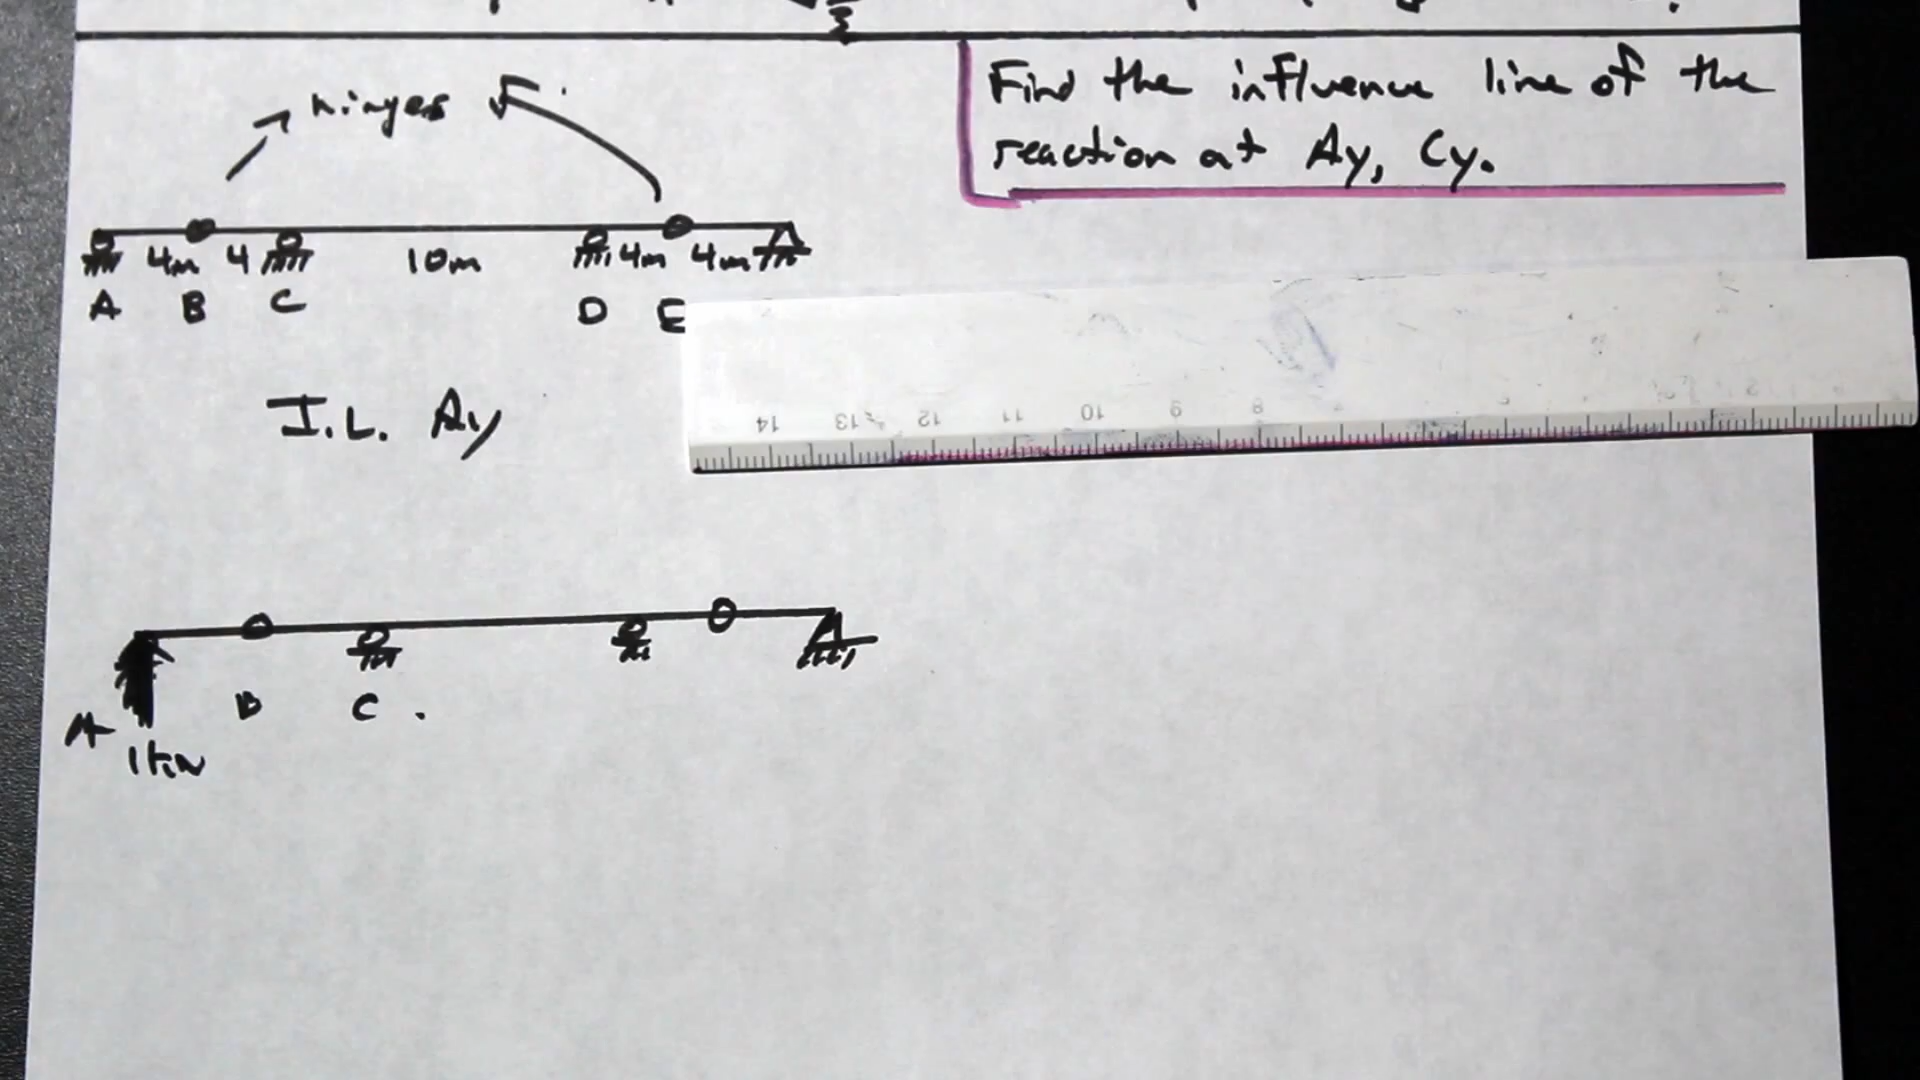 hinges
Find the influence line of the
reaction at Ay, Cy.
4m 4 10m 4m 4m
A B C D E
14 13 12 11 10 9 8
I.L. Ay
A B C .
1kN